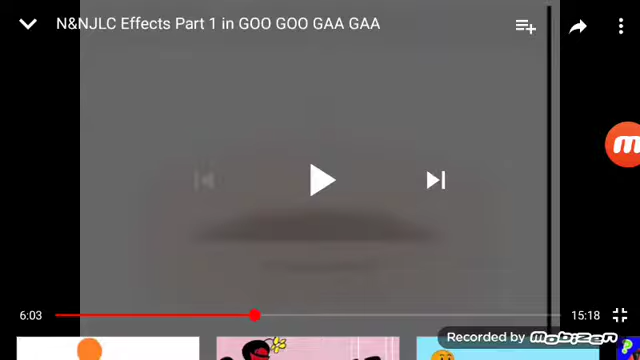 N&NJLC Effects Part 1 in GOO GOO GAA GAA
6:03
15:18
Recorded by mobizen